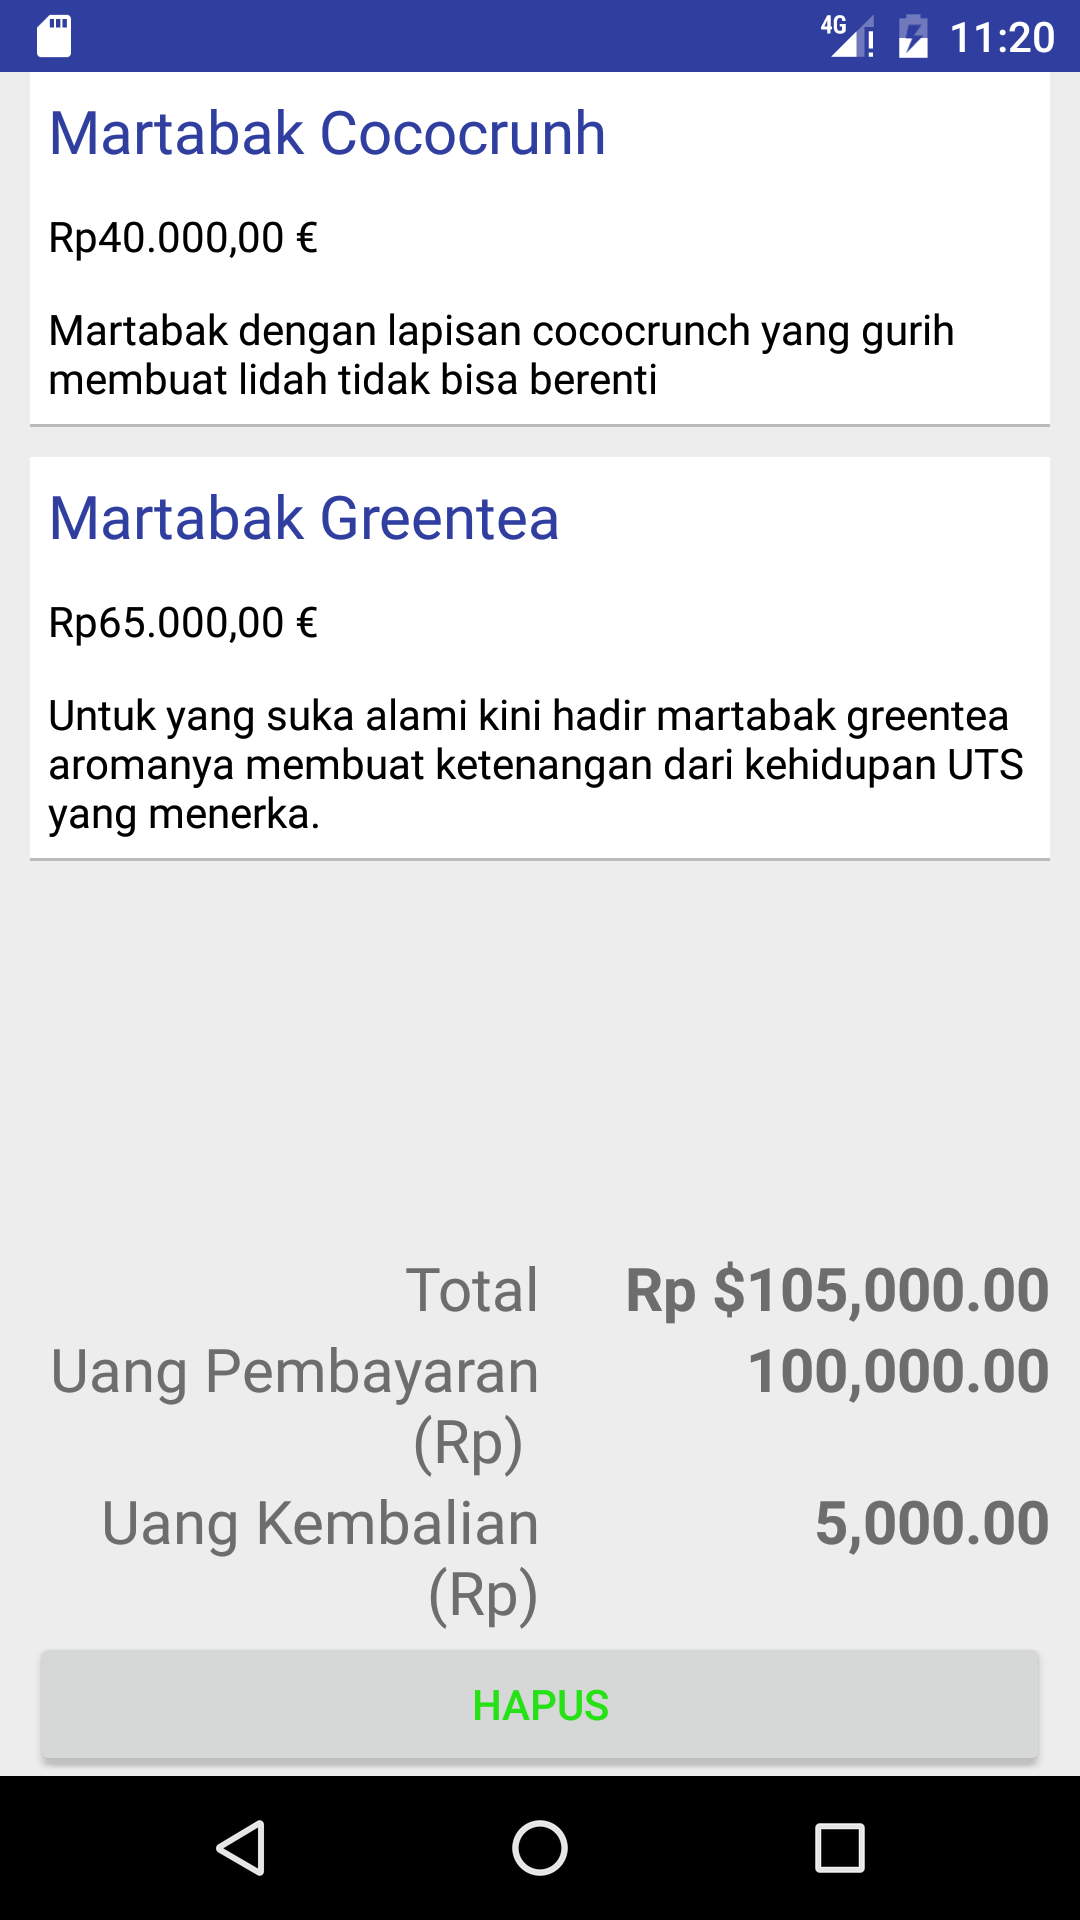 4G 11:20
Martabak Cococrunh
Rp40.000,00 €
Martabak dengan lapisan cococrunch yang gurih
membuat lidah tidak bisa berenti
Martabak Greentea
Rp65.000,00 €
Untuk yang suka alami kini hadir martabak greentea
aromanya membuat ketenangan dari kehidupan UTS
yang menerka.
Total Rp $105,000.00
Uang Pembayaran 100,000.00
(Rp)
Uang Kembalian 5,000.00
(Rp)
HAPUS